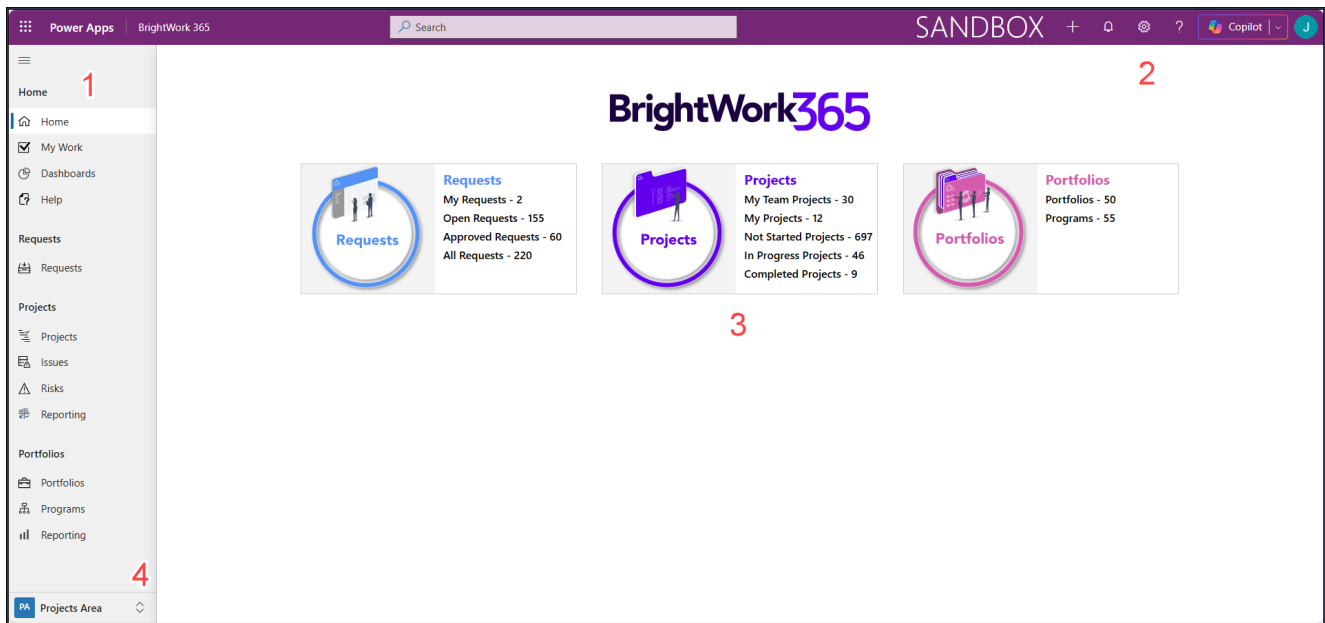 Power Apps
BrightWork 365
Search
SANDBOX
Copilot
J
1
2
Home
Home
My Work
Dashboards
Help
Requests
Requests
Projects
Projects
Issues
Risks
Reporting
Portfolios
Portfolios
Programs
Reporting
4
PA Projects Area
BrightWork365
Requests
Requests
My Requests - 2
Open Requests - 155
Approved Requests - 60
All Requests - 220
Projects
Projects
My Team Projects - 30
My Projects - 12
Not Started Projects - 697
In Progress Projects - 46
Completed Projects - 9
Portfolios
Portfolios
Portfolios - 50
Programs - 55
3